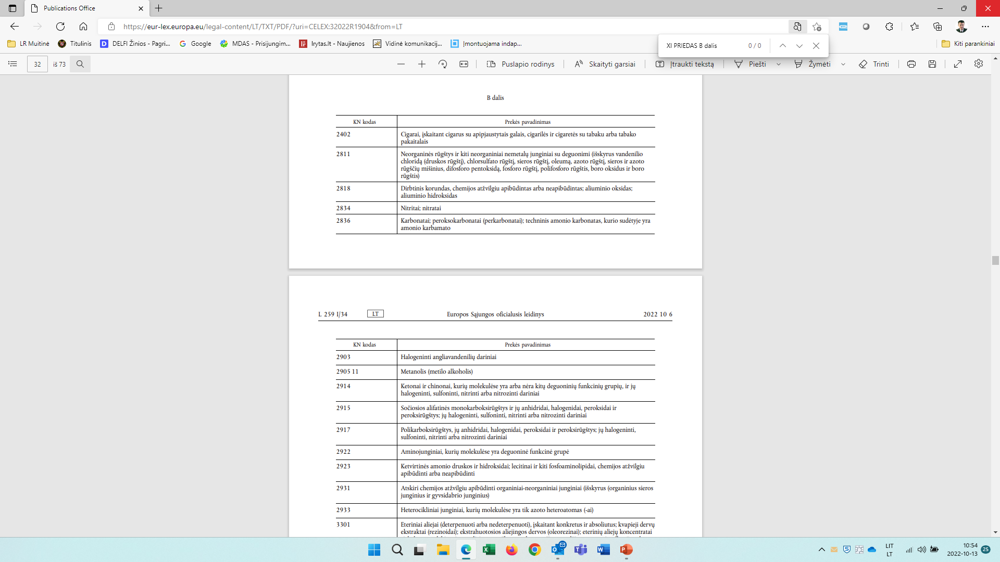 Publications Office
https://eur-lex.europa.eu/legal-content/LT/TXT/PDF/?uri=CELEX:32022R1904&from=LT
LR Muitinė
Titulinis
DELFI Žinios - Pagri...
Google
MDAS - Prisijungim...
lrytas.lt - Naujienos
Vidinė komunikacij...
Įmontuojama indap...
Kiti parankiniai
XI PRIEDAS B dalis 0 / 0
32 iš 73
Puslapio rodinys
Skaityti garsiai
Įtraukti tekstą
Piešti
Žymėti
Trinti
B dalis
KN kodas Prekės pavadinimas
2402 Cigarai, įskaitant cigarus su apipjaustytais galais, cigarilės ir cigaretės su tabaku arba tabako
pakaitalais
2811 Neorganinės rūgštys ir kiti neorganiniai nemetalų junginiai su deguonimi (išskyrus vandenilio
chloridą (druskos rūgštį), chlorsulfato rūgštį, sieros rūgštį, oleumą, azoto rūgštį, sieros ir azoto
rūgščių mišinius, difosforo pentoksidą, fosforo rūgštį, polifosforo rūgštis, boro oksidus ir boro
rūgštis)
2818 Dirbtinis korundas, chemijos atžvilgiu apibūdintas arba neapibūdintas; aliuminio oksidas;
aliuminio hidroksidas
2834 Nitritai; nitratai
2836 Karbonatai; peroksokarbonatai (perkarbonatai); techninis amonio karbonatas, kurio sudėtyje yra
amonio karbamato
L 259 I/34 LT Europos Sąjungos oficialusis leidinys 2022 10 6
KN kodas Prekės pavadinimas
2903 Halogeninti angliavandenilių dariniai
2905 11 Metanolis (metilo alkoholis)
2914 Ketonai ir chinonai, kurių molekulėse yra arba nėra kitų deguoninių funkcinių grupių, ir jų
halogeninti, sulfoninti, nitrinti arba nitrozinti dariniai
2915 Sočiosios alifatinės monokarboksirūgštys ir jų anhidridai, halogenidai, peroksidai ir
peroksirūgštys; jų halogeninti, sulfoninti, nitrinti arba nitrozinti dariniai
2917 Polikarboksirūgštys, jų anhidridai, halogenidai, peroksidai ir peroksirūgštys; jų halogeninti,
sulfoninti, nitrinti arba nitrozinti dariniai
2922 Aminojunginiai, kurių molekulėse yra deguoninė funkcinė grupė
2923 Ketvirtinės amonio druskos ir hidroksidai; lecitinai ir kiti fosfoaminolipidai, chemijos atžvilgiu
apibūdinti arba neapibūdinti
2931 Atskiri chemijos atžvilgiu apibūdinti organiniai-neorganiniai junginiai (išskyrus (organinius sieros
junginius ir gyvsidabrio junginius)
2933 Heterocikliniai junginiai, kurių molekulėse yra tik azoto heteroatomas (-ai)
3301 Eteriniai aliejai (deterpenuoti arba nedeterpenuoti), įskaitant konkretus ir absoliutus; kvapieji dervų
ekstraktai (rezinoidai); ekstrahuotosios aliejingos dervos (oleorezinai); eterinių aliejų koncentratai
LIT
LT
10:54
2022-10-13
25